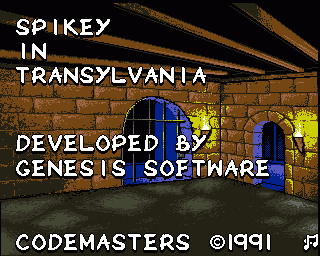 SPIKEY
IN
TRANSYLVANIA
DEVELOPED BY
GENESIS SOFTWARE
CODEMASTERS ©1991